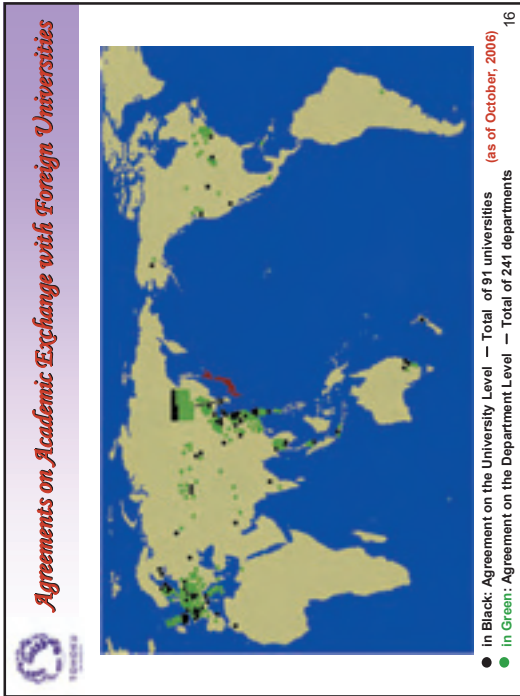 Agreements on Academic Exchange with Foreign Universities
TOHOKU
● in Black: Agreement on the University Level — Total of 91 universities (as of October, 2006)
● in Green: Agreement on the Department Level — Total of 241 departments
16